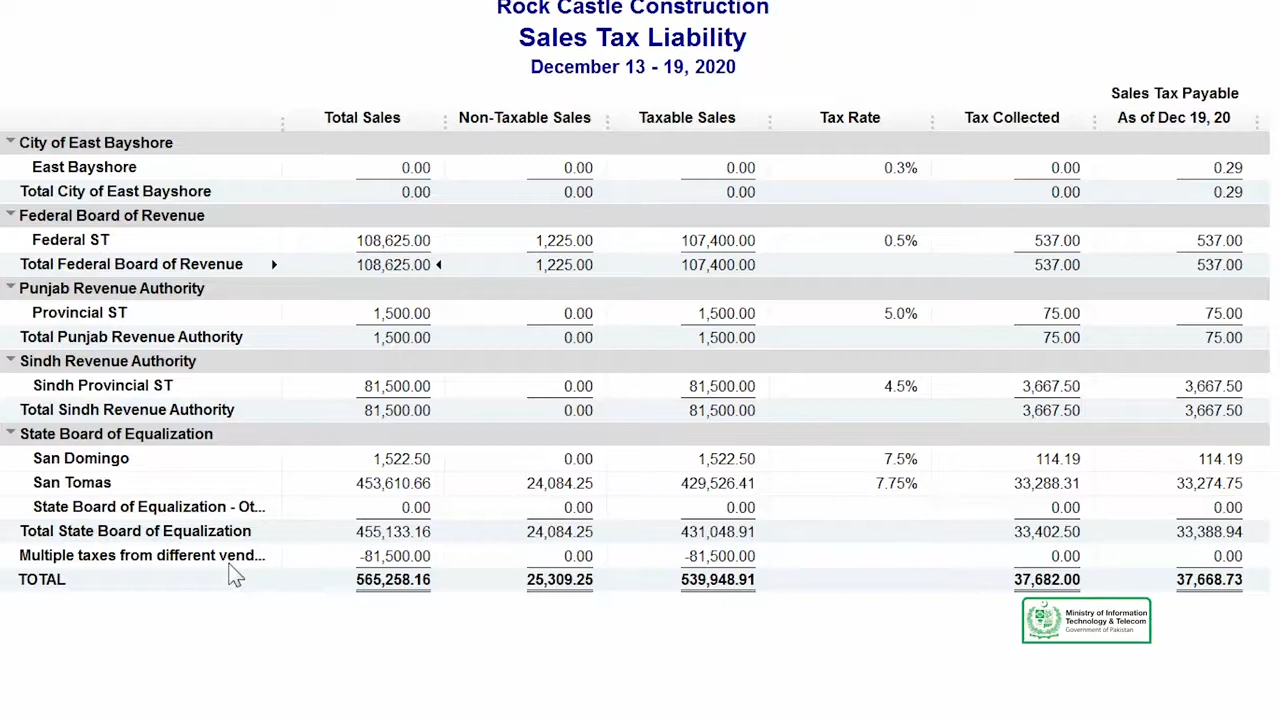 Rock Castle Construction
Sales Tax Liability
December 13 - 19, 2020
Sales Tax Payable
Total Sales Non-Taxable Sales Taxable Sales Tax Rate Tax Collected As of Dec 19, 20
City of East Bayshore
East Bayshore 0.00 0.00 0.00 0.3% 0.00 0.29
Total City of East Bayshore 0.00 0.00 0.00 0.00 0.29
Federal Board of Revenue
Federal ST 108,625.00 1,225.00 107,400.00 0.5% 537.00 537.00
Total Federal Board of Revenue 108,625.00 1,225.00 107,400.00 537.00 537.00
Punjab Revenue Authority
Provincial ST 1,500.00 0.00 1,500.00 5.0% 75.00 75.00
Total Punjab Revenue Authority 1,500.00 0.00 1,500.00 75.00 75.00
Sindh Revenue Authority
Sindh Provincial ST 81,500.00 0.00 81,500.00 4.5% 3,667.50 3,667.50
Total Sindh Revenue Authority 81,500.00 0.00 81,500.00 3,667.50 3,667.50
State Board of Equalization
San Domingo 1,522.50 0.00 1,522.50 7.5% 114.19 114.19
San Tomas 453,610.66 24,084.25 429,526.41 7.75% 33,288.31 33,274.75
State Board of Equalization - Ot... 0.00 0.00 0.00 0.00 0.00
Total State Board of Equalization 455,133.16 24,084.25 431,048.91 33,402.50 33,388.94
Multiple taxes from different vend... -81,500.00 0.00 -81,500.00 0.00 0.00
TOTAL 565,258.16 25,309.25 539,948.91 37,682.00 37,668.73
Ministry of Information
Technology & Telecom
Government of Pakistan